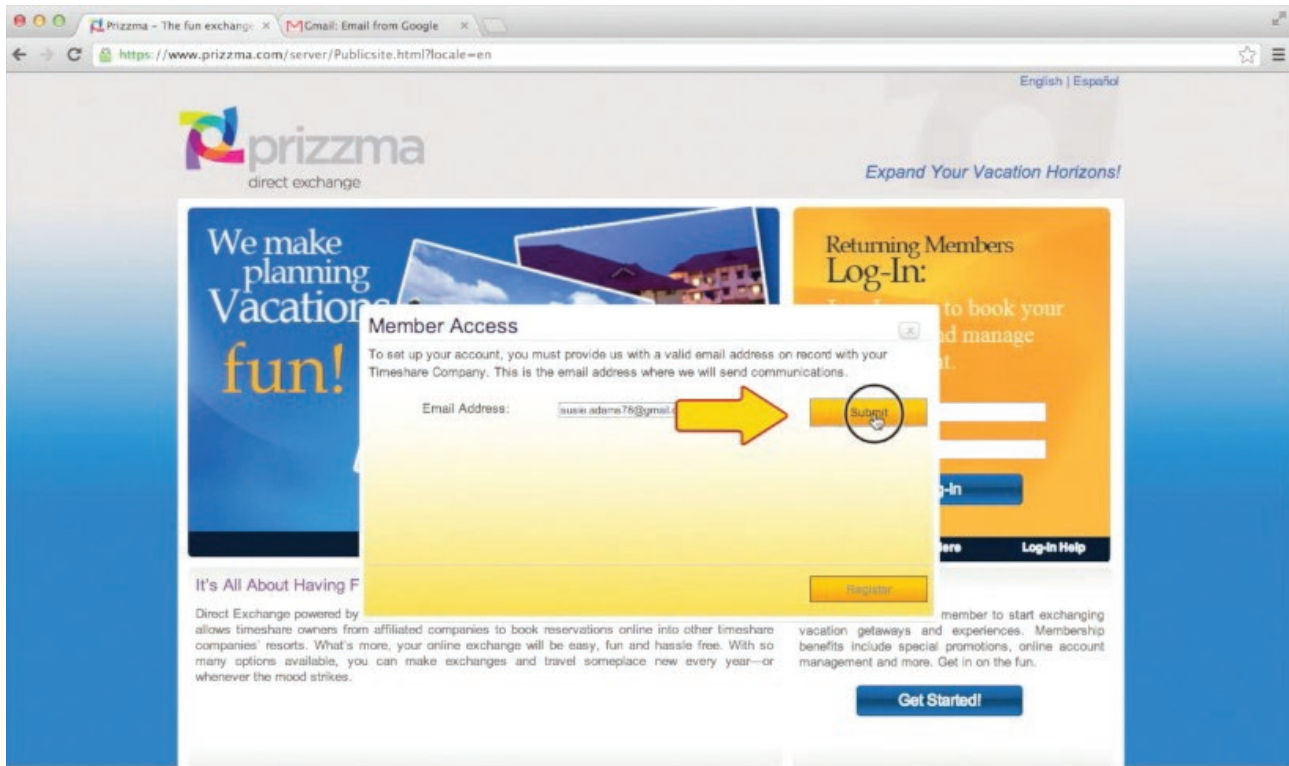 Prizzma – The fun exchange
Gmail: Email from Google
https://www.prizzma.com/server/Publicsite.html?locale=en
English | Español
prizzma
direct exchange
Expand Your Vacation Horizons!
We make
planning
Vacations
fun!
Returning Members
Log-In:
to book your
manage
Member Access
To set up your account, you must provide us with a valid email address on record with your
Timeshare Company. This is the email address where we will send communications.
Email Address:
susie.adams78@gmail.c
Submit
-In
Log-In Help
Register
It's All About Having F
Direct Exchange powered by
allows timeshare owners from affiliated companies to book reservations online into other timeshare
companies' resorts. What's more, your online exchange will be easy, fun and hassle free. With so
many options available, you can make exchanges and travel someplace new every year—or
whenever the mood strikes.
member to start exchanging
vacation getaways and experiences. Membership
benefits include special promotions, online account
management and more. Get in on the fun.
Get Started!